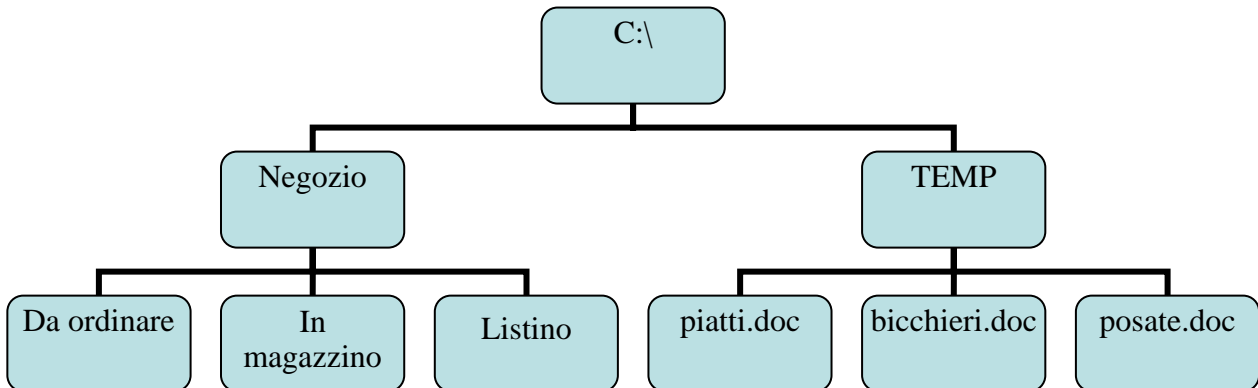 C:\
Negozio
TEMP
Da ordinare
In
magazzino
Listino
piatti.doc
bicchieri.doc
posate.doc